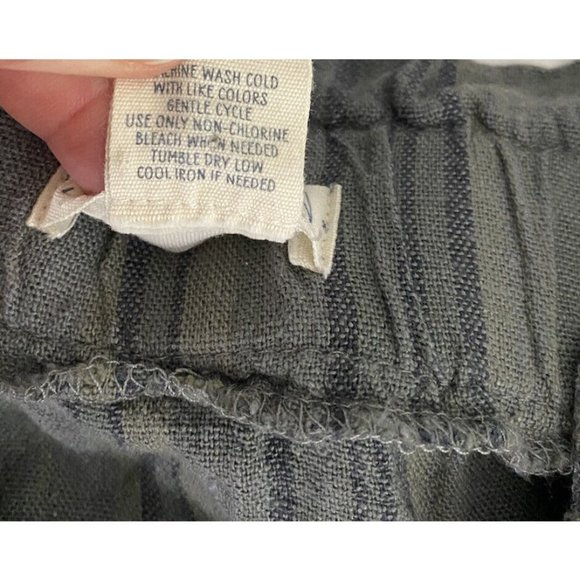 MACHINE WASH COLD
WITH LIKE COLORS
GENTLE CYCLE
USE ONLY NON-CHLORINE
BLEACH WHEN NEEDED
TUMBLE DRY LOW
COOL IRON IF NEEDED